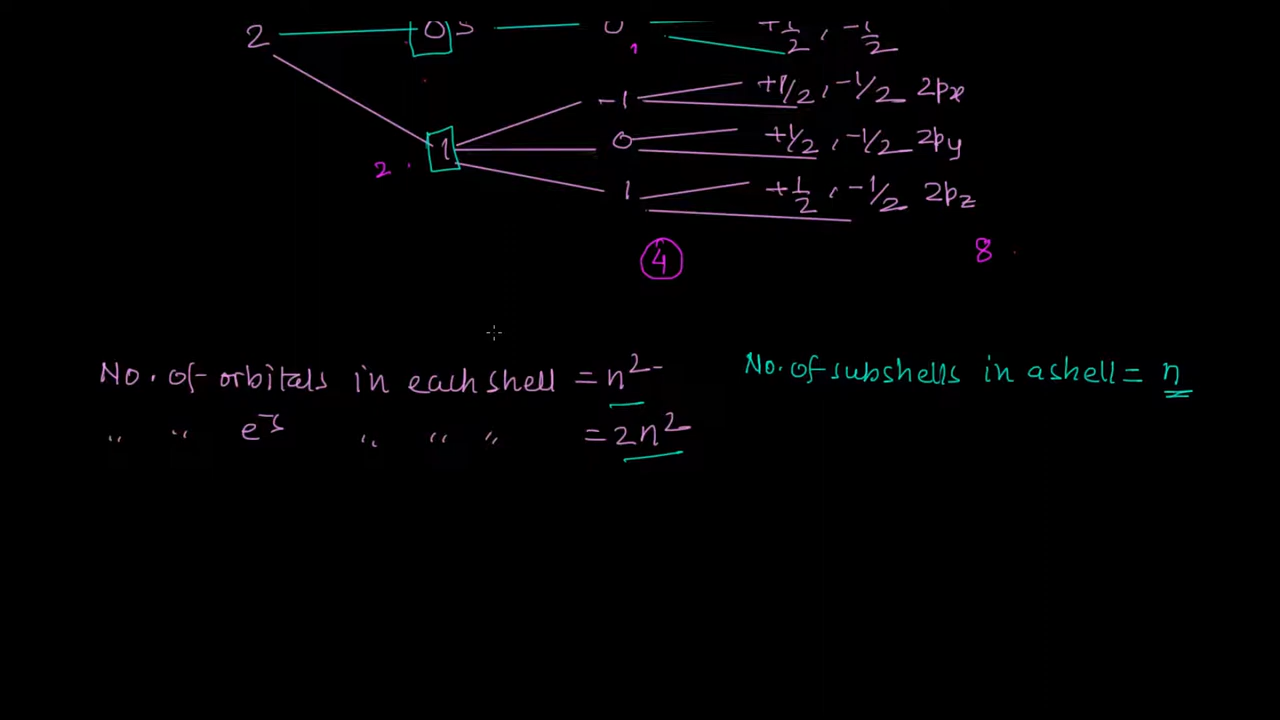 2 0 s 0 +1/2 , -1/2
1
-1 +1/2 , -1/2 2px
2 1 0 +1/2 , -1/2 2py
1 +1/2 , -1/2 2pz
4 8
No. of orbitals in each shell = n² No. of subshells in a shell = n
" " e⁻s " " " = 2n²